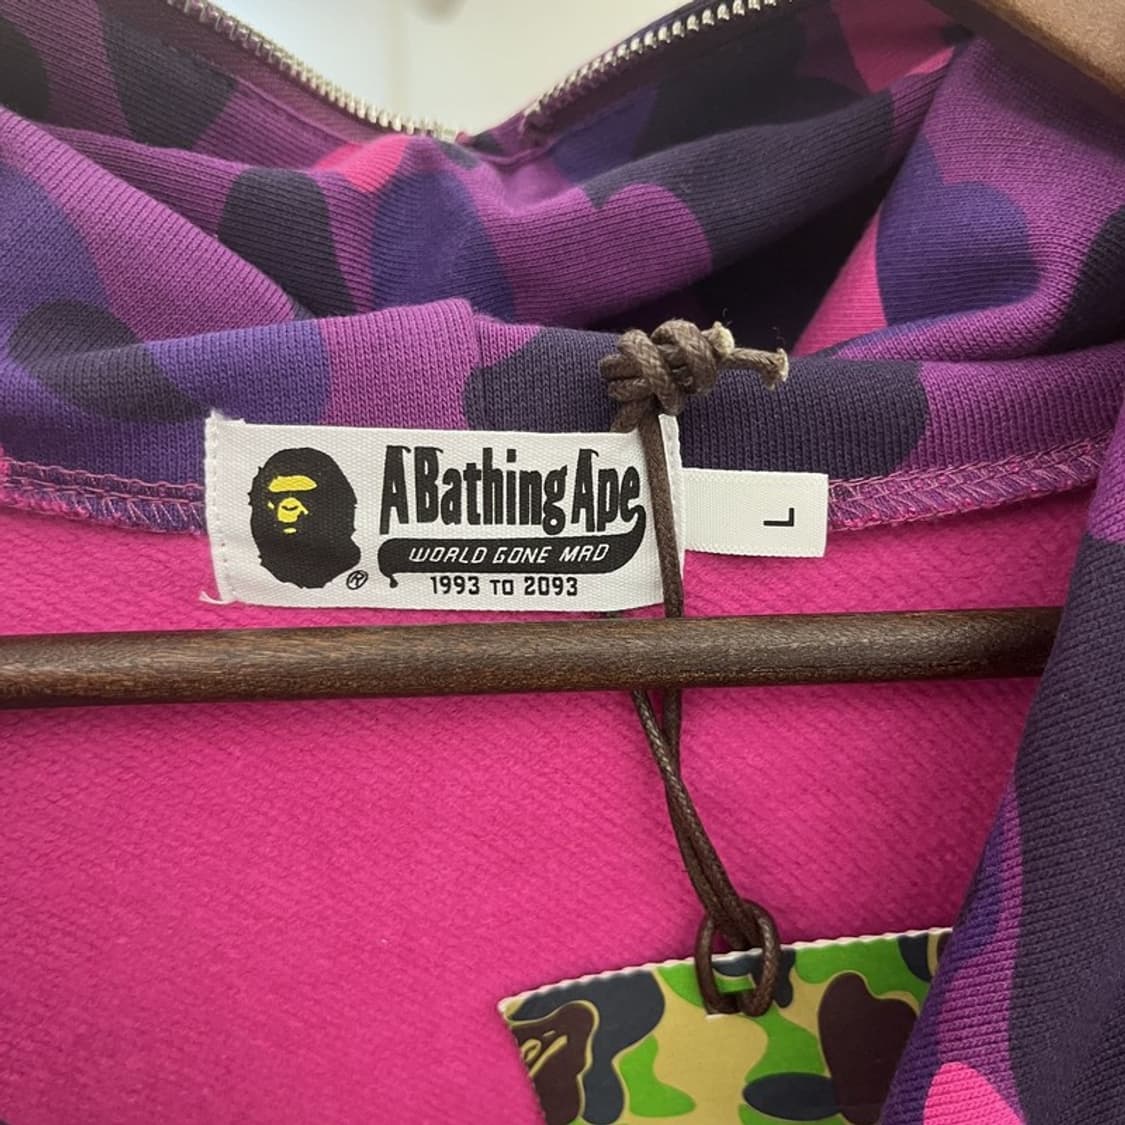 A Bathing Ape
WORLD GONE MAD
1993 TO 2093
®
L